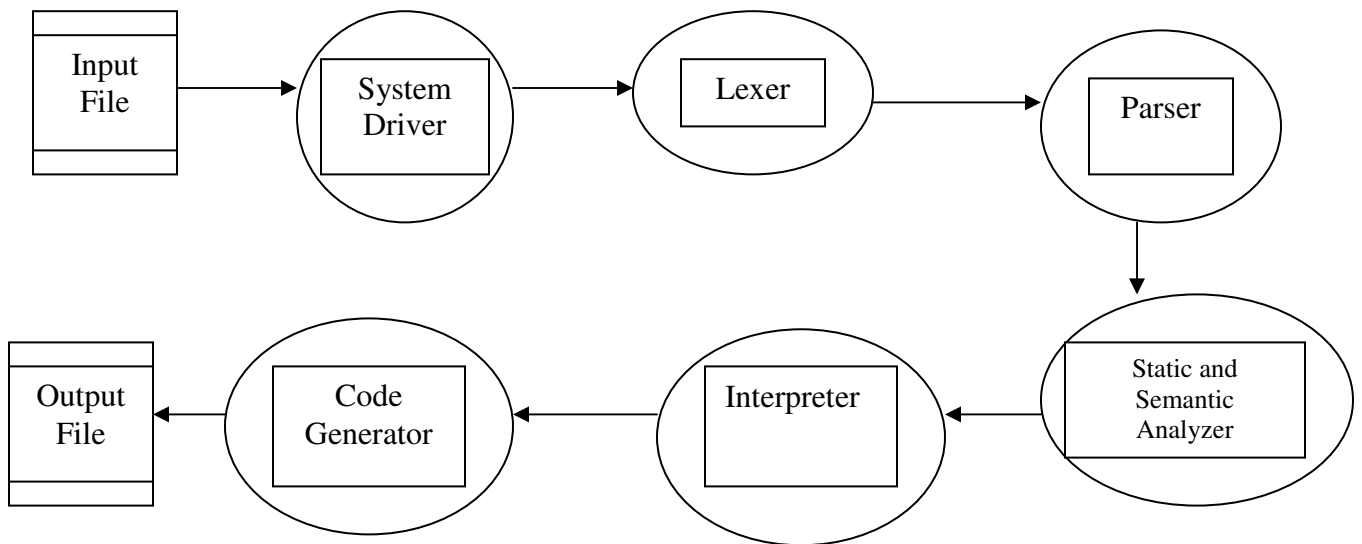 Input
File
System
Driver
Lexer
Parser
Static and
Semantic
Analyzer
Interpreter
Code
Generator
Output
File